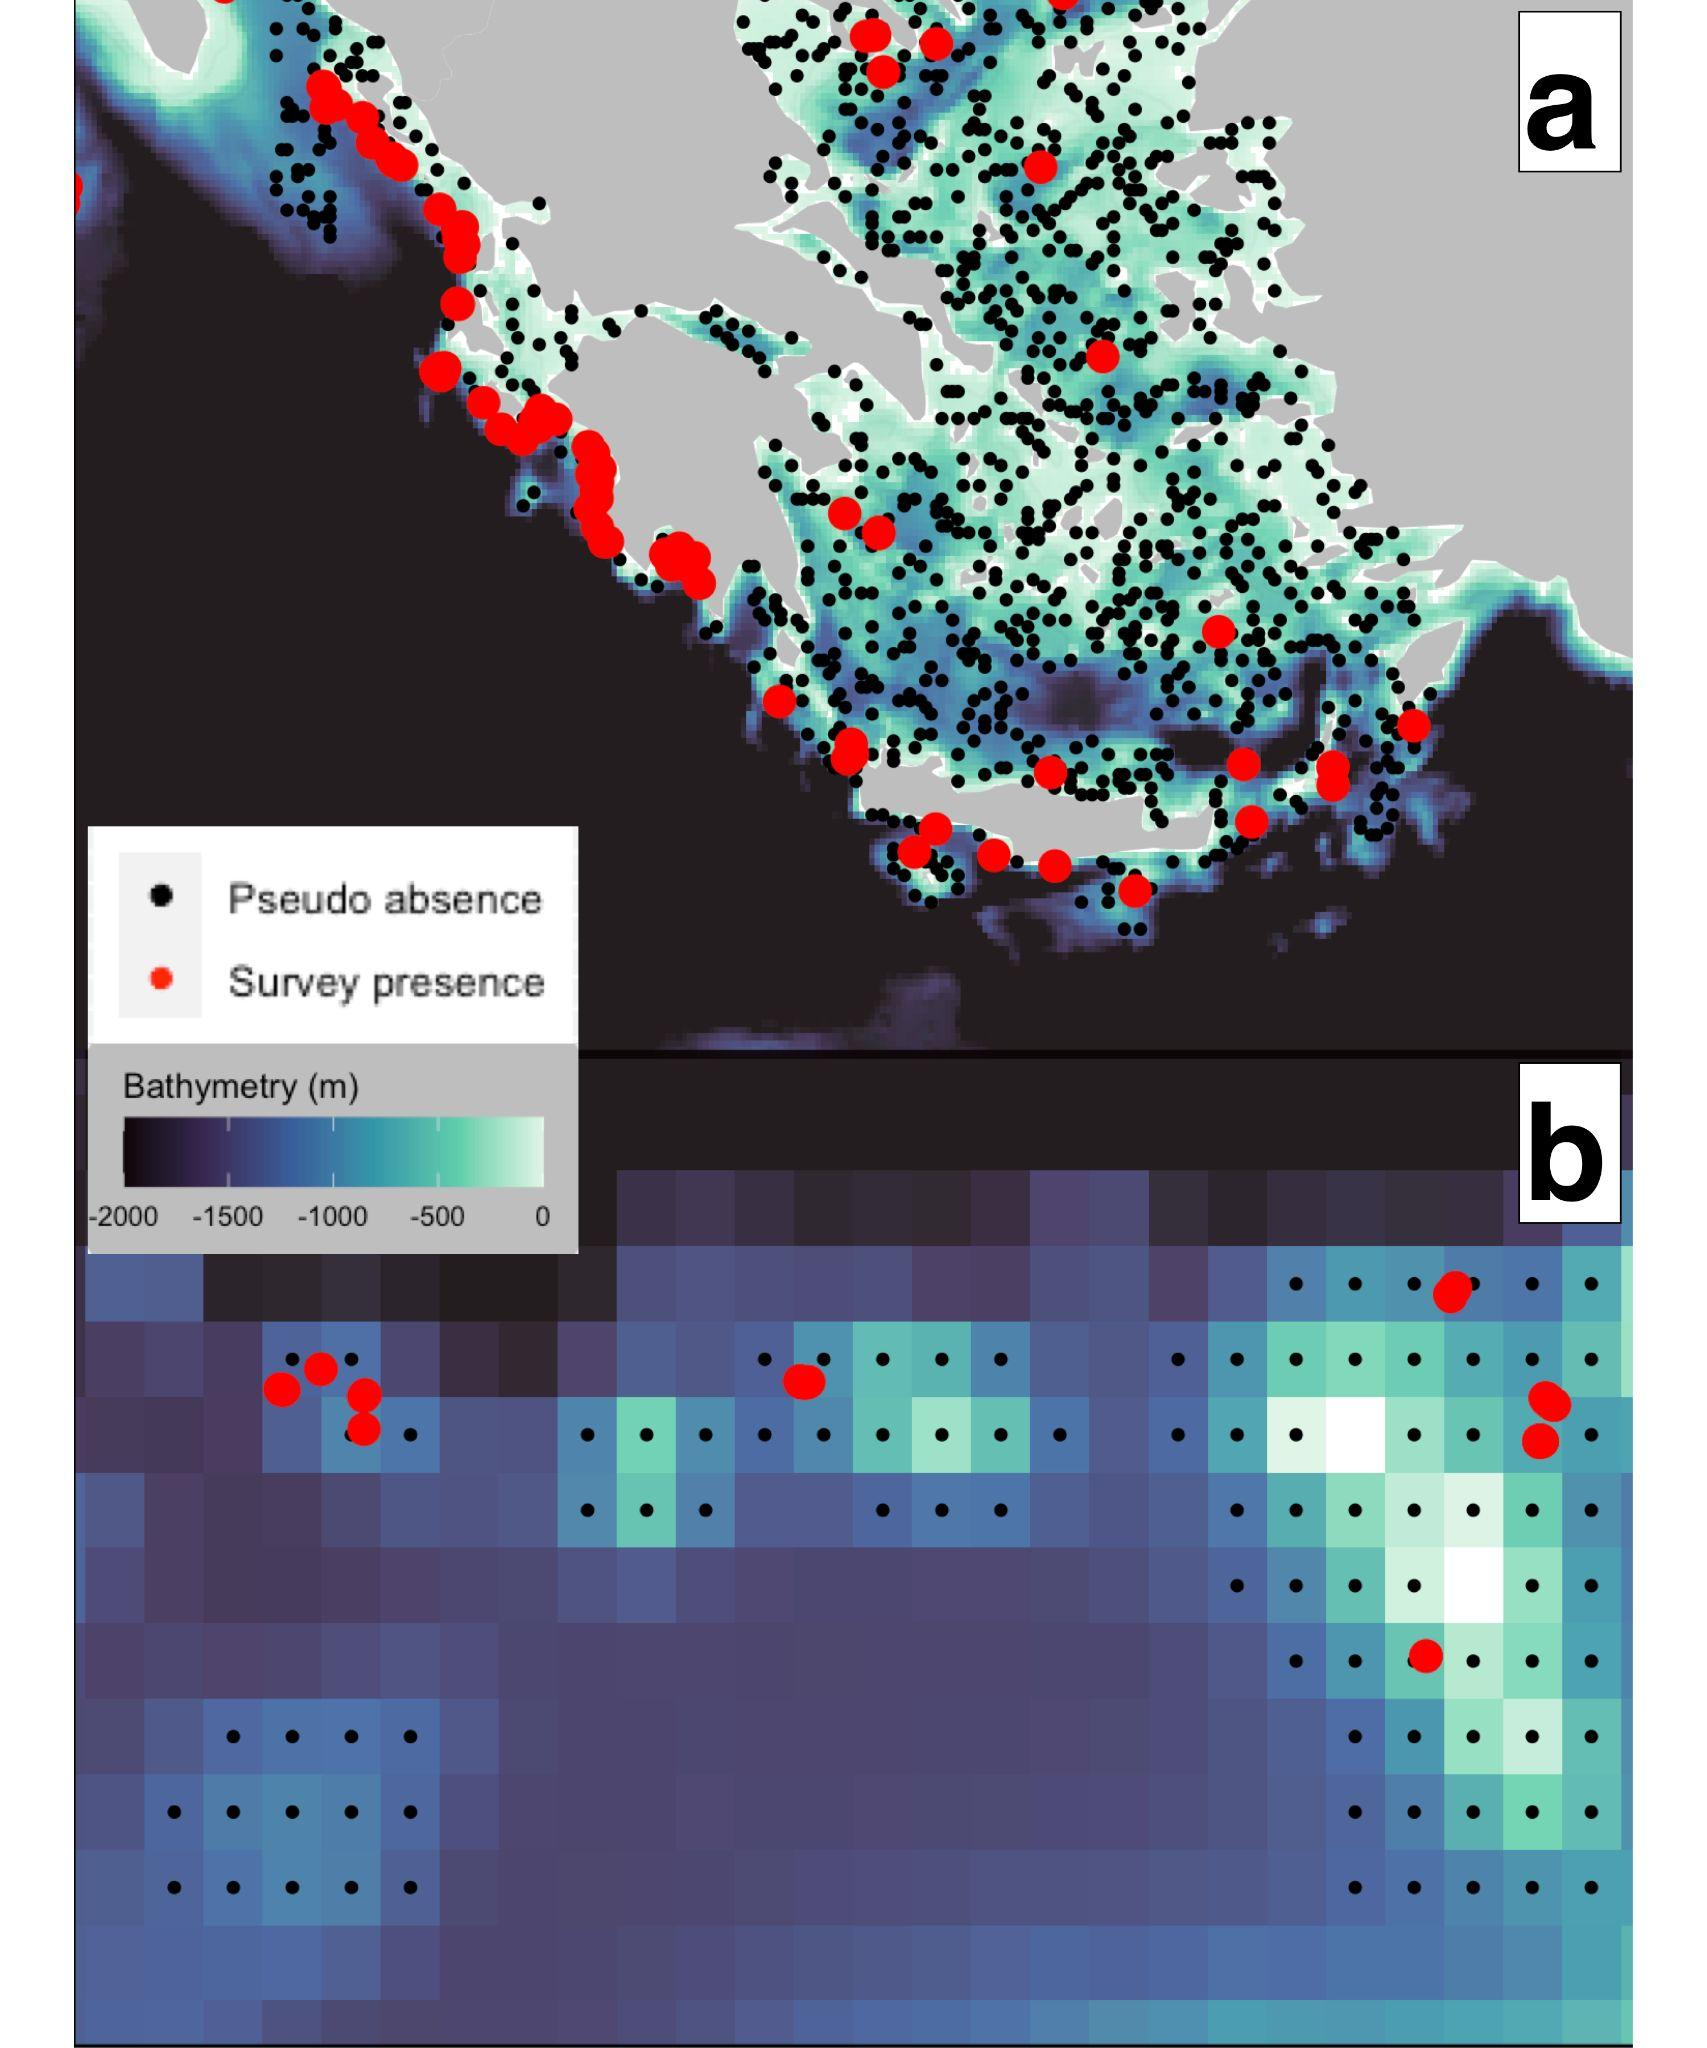 a
Pseudo absence
Survey presence
Bathymetry (m)
-2000 -1500 -1000 -500 0
b